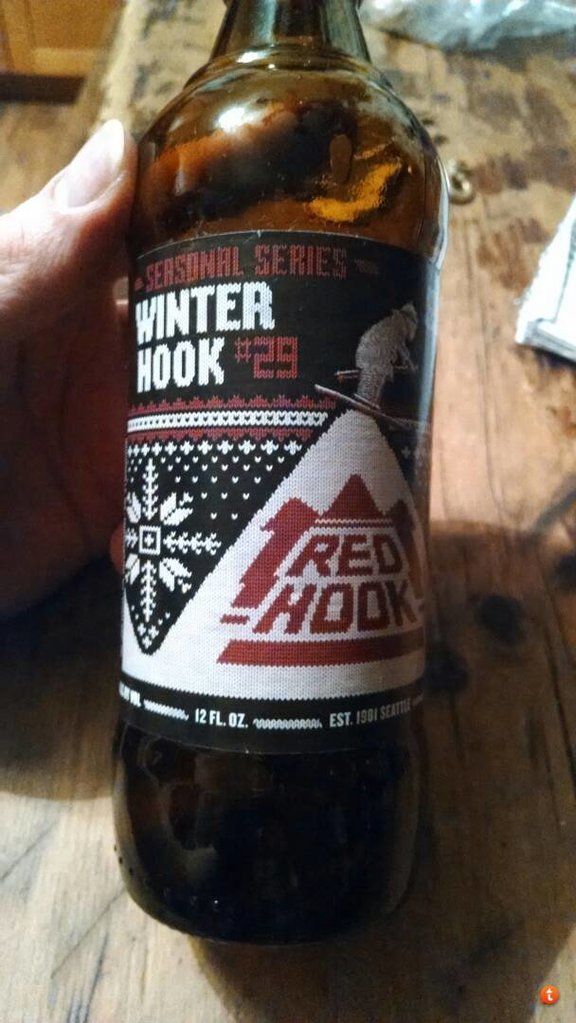 SEASONAL SERIES
WINTER
HOOK #29
RED
HOOK
12 FL. OZ.
EST. 1981 SEATTLE
t